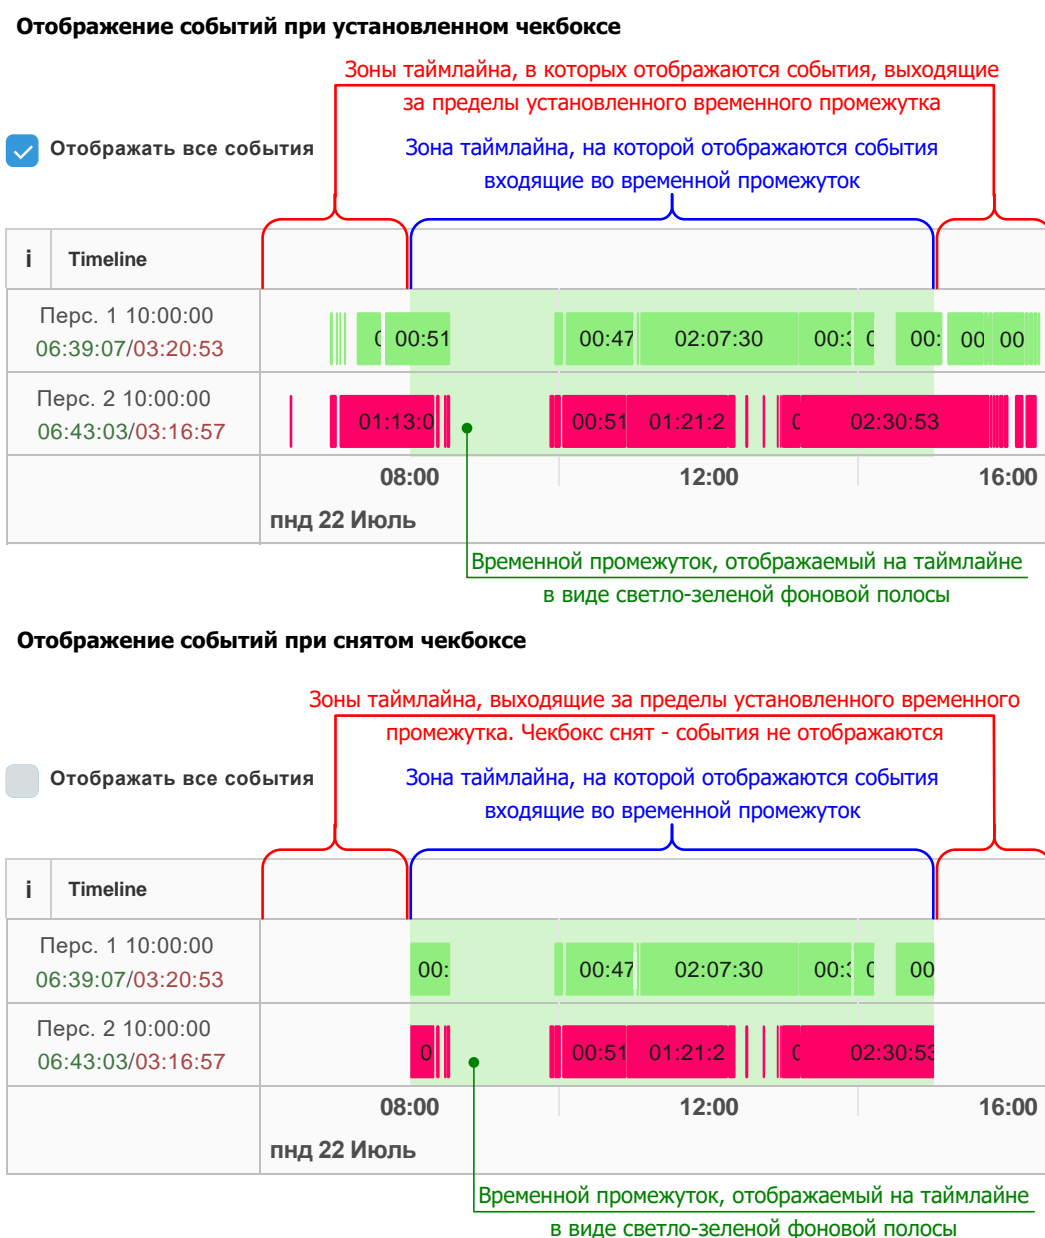 Отображение событий при установленном чекбоксе
Зоны таймлайна, в которых отображаются события, выходящие
за пределы установленного временного промежутка
Отображать все события
Зона таймлайна, на которой отображаются события
входящие во временной промежуток
i Timeline
Перс. 1 10:00:00
06:39:07/03:20:53
00:51 00:47 02:07:30 00: 00: 00 00
Перс. 2 10:00:00
06:43:03/03:16:57
01:13:0 00:51 01:21:2 02:30:53
08:00 12:00 16:00
пнд 22 Июль
Временной промежуток, отображаемый на таймлайне
в виде светло-зеленой фоновой полосы
Отображение событий при снятом чекбоксе
Зоны таймлайна, выходящие за пределы установленного временного
промежутка. Чекбокс снят - события не отображаются
Отображать все события
Зона таймлайна, на которой отображаются события
входящие во временной промежуток
i Timeline
Перс. 1 10:00:00
06:39:07/03:20:53
00: 00:47 02:07:30 00: 00
Перс. 2 10:00:00
06:43:03/03:16:57
0 00:51 01:21:2 02:30:53
08:00 12:00 16:00
пнд 22 Июль
Временной промежуток, отображаемый на таймлайне
в виде светло-зеленой фоновой полосы